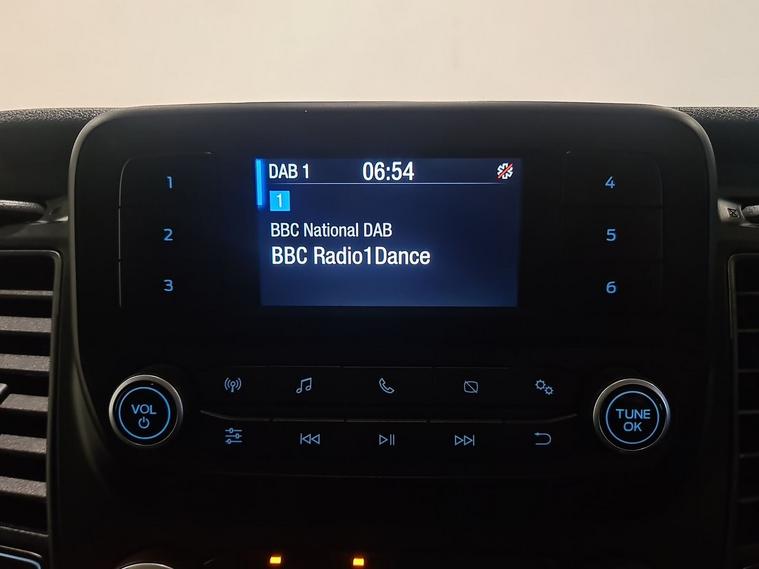 DAB 1 06:54
1
BBC National DAB
BBC Radio1Dance
1
2
3
4
5
6
VOL
TUNE
OK